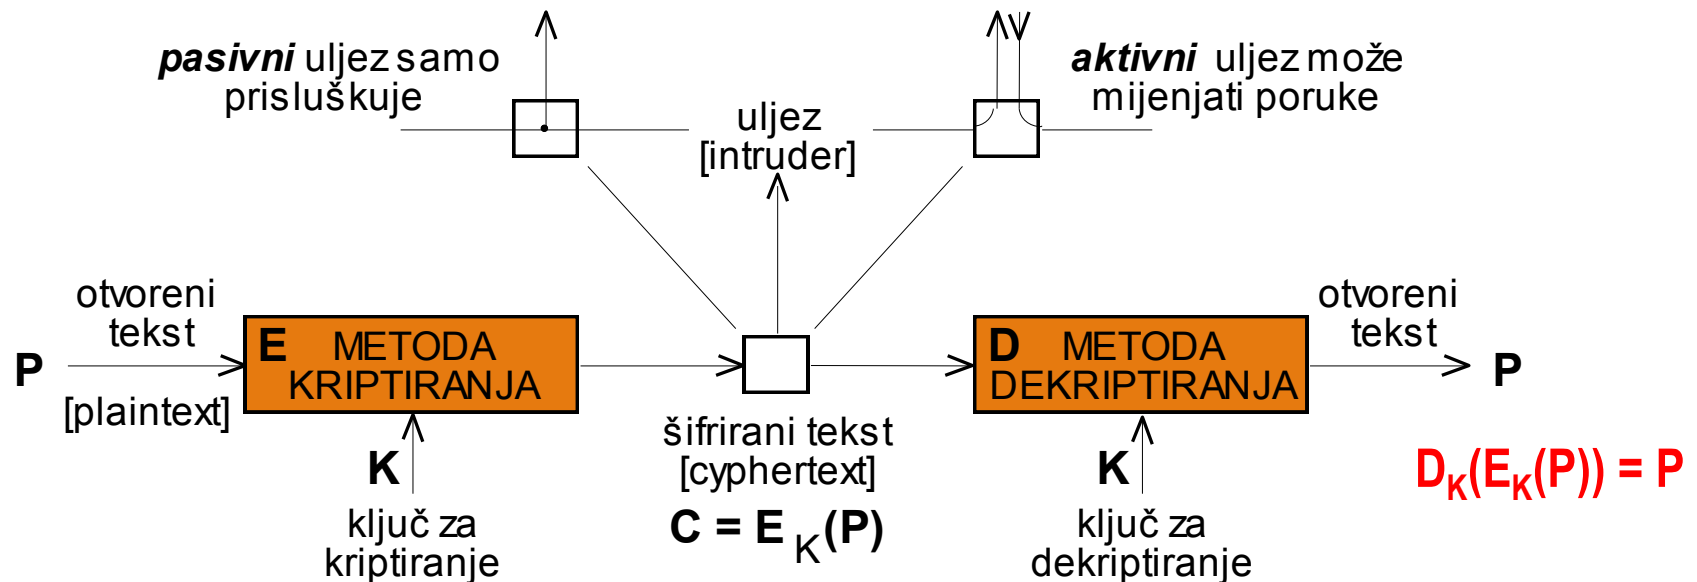 pasivni uljez samo
prisluškuje
uljez
[intruder]
aktivni uljez može
mijenjati poruke
otvoreni
tekst
P
[plaintext]
E METODA
KRIPTIRANJA
K
ključ za
kriptiranje
šifrirani tekst
[cyphertext]
C = E K (P)
D METODA
DEKRIPTIRANJA
K
ključ za
dekriptiranje
otvoreni
tekst
P
DK(EK(P)) = P